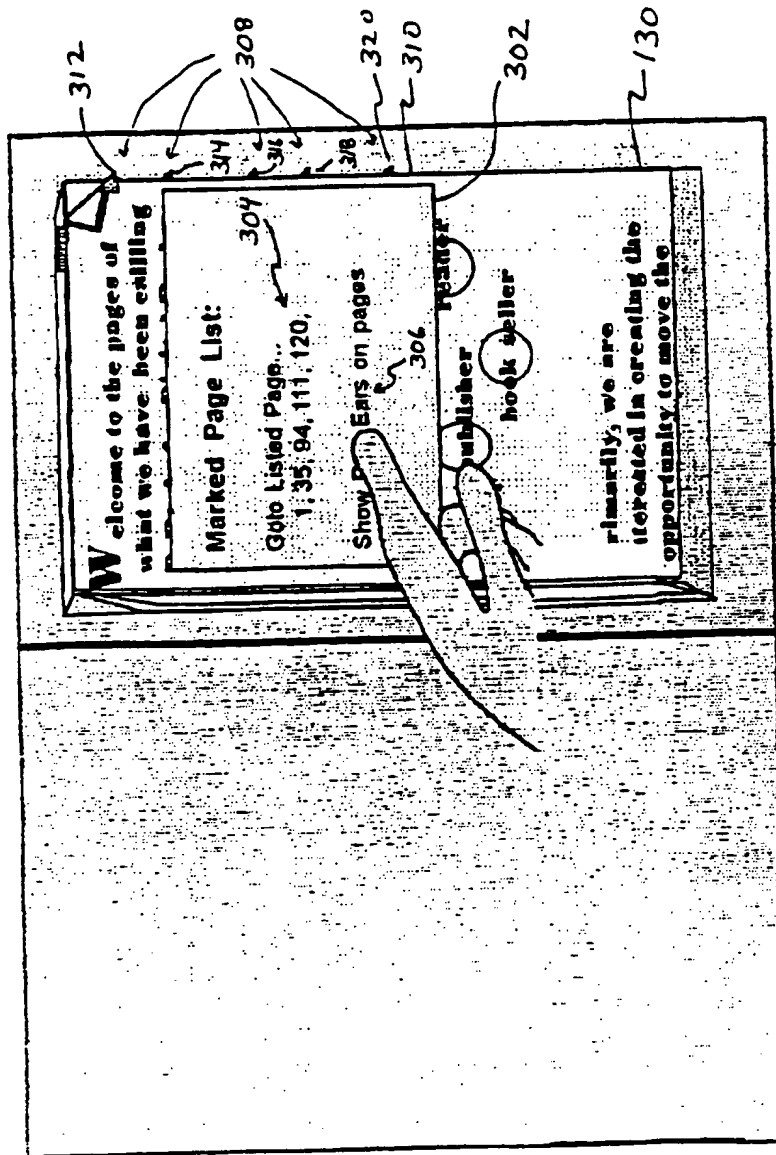 312
308
320
310
302
130
314
316
318
Welcome to the pages of
what we have been calling
Marked Page List:
304
Goto Listed Page...
1, 35, 94, 111, 120,
Show Ears on pages
306
reader
ublisher
book seller
rimarily, we are
iterested in creating the
opportunity to move the